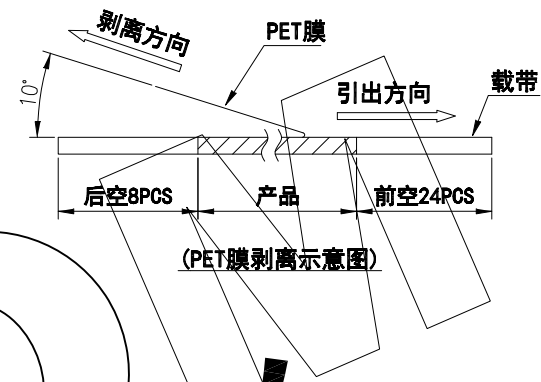 剥离方向
PET膜
10°
引出方向
载带
后空8PCS
产品
前空24PCS
(PET膜剥离示意图)